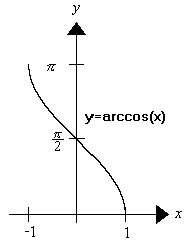 y
π
y=arccos(x)
π/2
x
-1
1